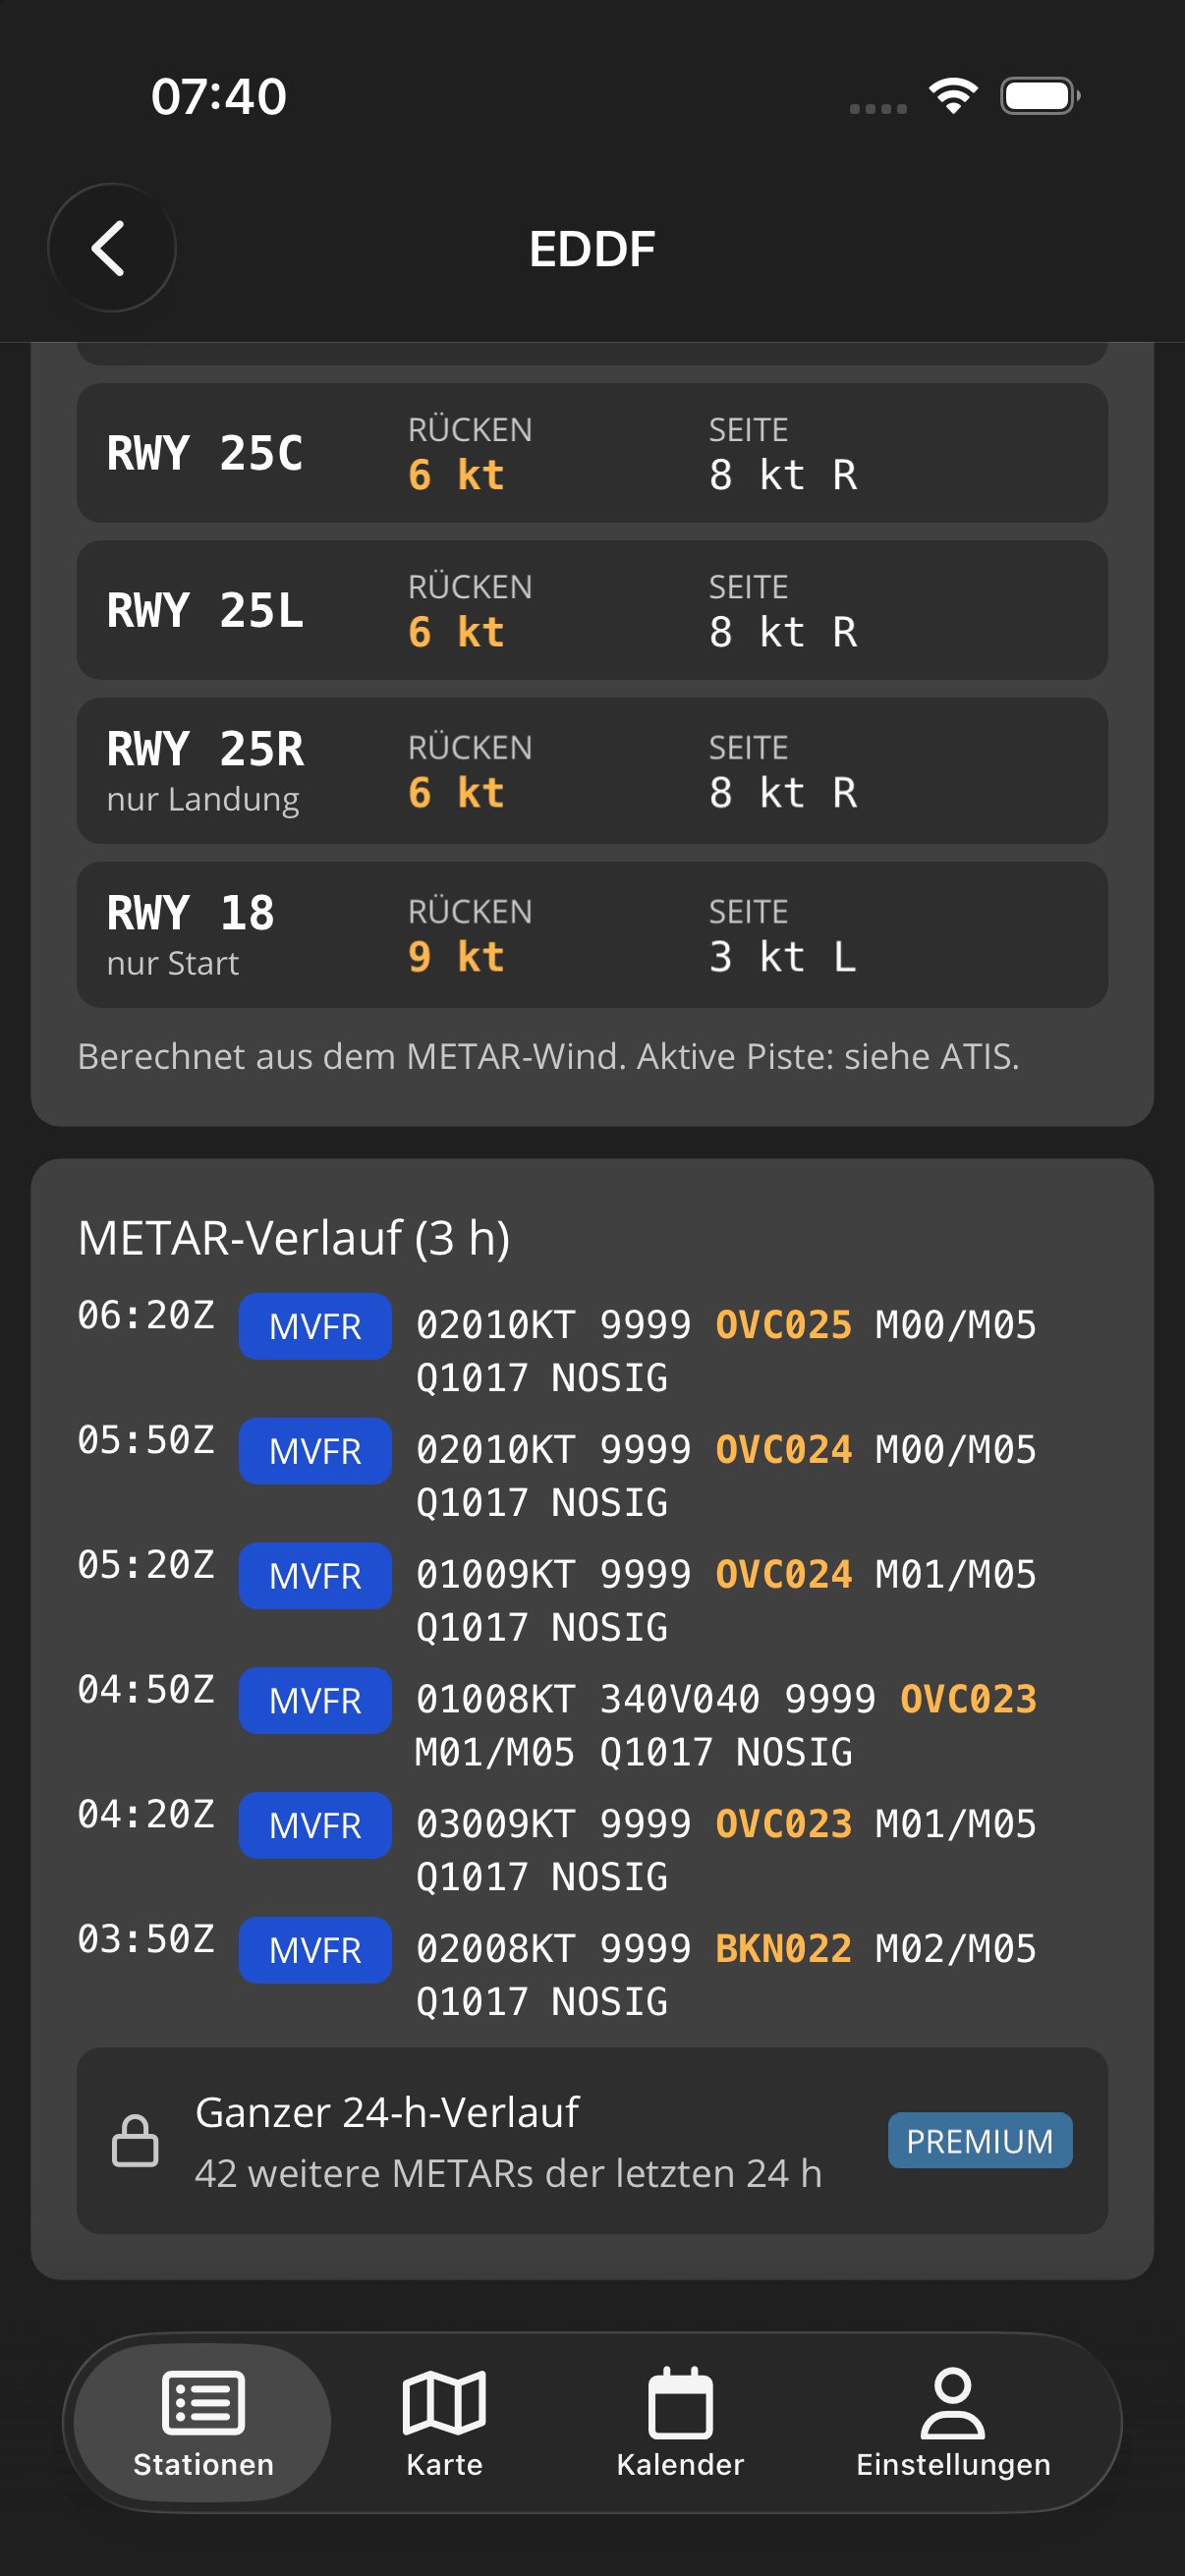 07:40
EDDF
RWY 25C
RÜCKEN
6 kt
SEITE
8 kt R
RWY 25L
RÜCKEN
6 kt
SEITE
8 kt R
RWY 25R
nur Landung
RÜCKEN
6 kt
SEITE
8 kt R
RWY 18
nur Start
RÜCKEN
9 kt
SEITE
3 kt L
Berechnet aus dem METAR-Wind. Aktive Piste: siehe ATIS.
METAR-Verlauf (3 h)
06:20Z MVFR 02010KT 9999 OVC025 M00/M05
Q1017 NOSIG
05:50Z MVFR 02010KT 9999 OVC024 M00/M05
Q1017 NOSIG
05:20Z MVFR 01009KT 9999 OVC024 M01/M05
Q1017 NOSIG
04:50Z MVFR 01008KT 340V040 9999 OVC023
M01/M05 Q1017 NOSIG
04:20Z MVFR 03009KT 9999 OVC023 M01/M05
Q1017 NOSIG
03:50Z MVFR 02008KT 9999 BKN022 M02/M05
Q1017 NOSIG
Ganzer 24-h-Verlauf
42 weitere METARs der letzten 24 h
PREMIUM
Stationen
Karte
Kalender
Einstellungen